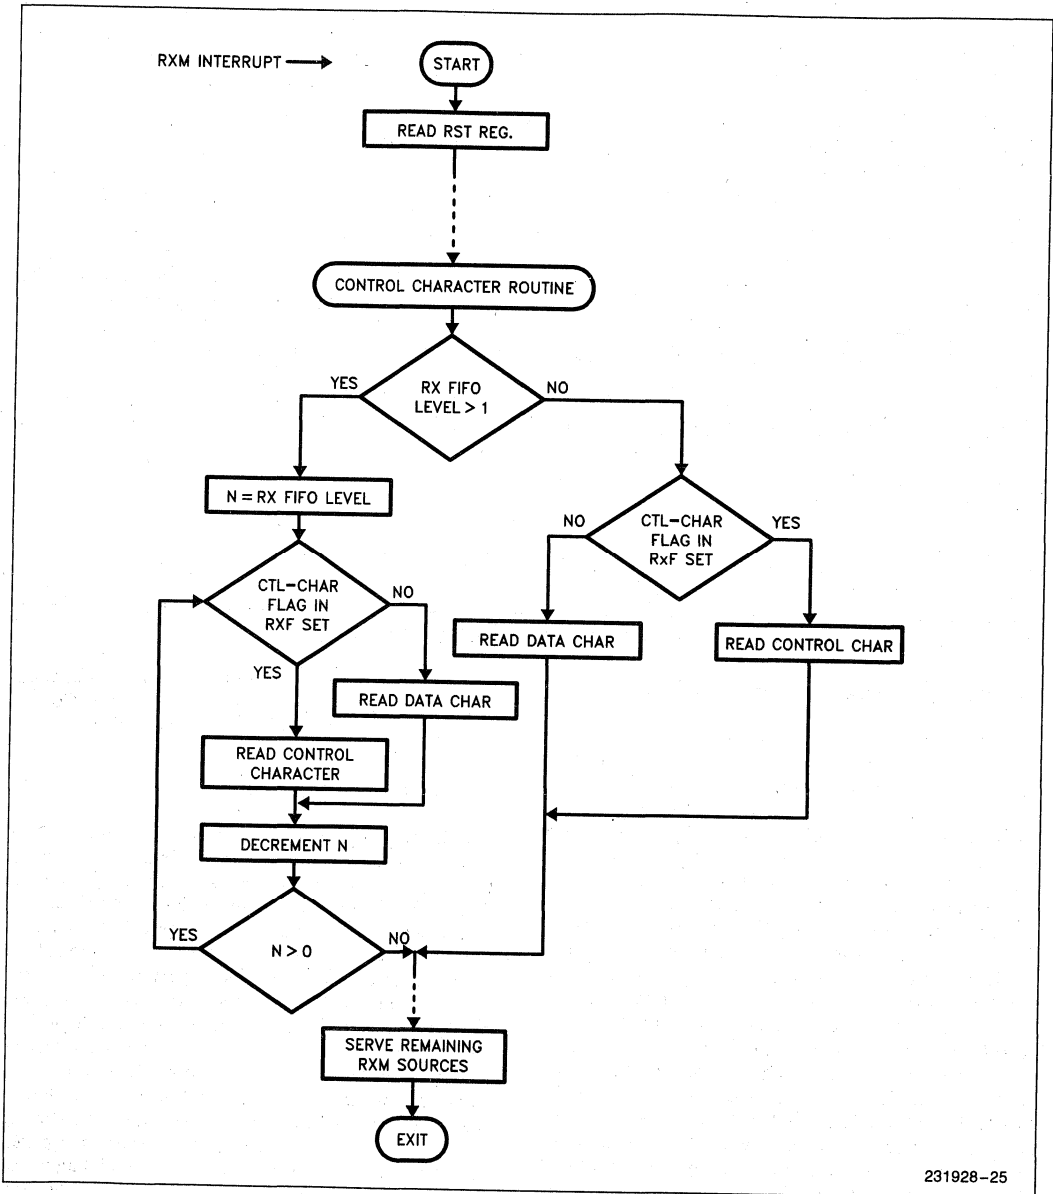 RXM INTERRUPT
START
READ RST REG.
CONTROL CHARACTER ROUTINE
YES
RX FIFO
LEVEL > 1
NO
N = RX FIFO LEVEL
NO
CTL-CHAR
FLAG IN
RxF SET
YES
CTL-CHAR
FLAG IN
RXF SET
NO
YES
READ DATA CHAR
READ CONTROL CHAR
READ DATA CHAR
READ CONTROL
CHARACTER
DECREMENT N
YES
N > 0
NO
SERVE REMAINING
RXM SOURCES
EXIT
231928-25